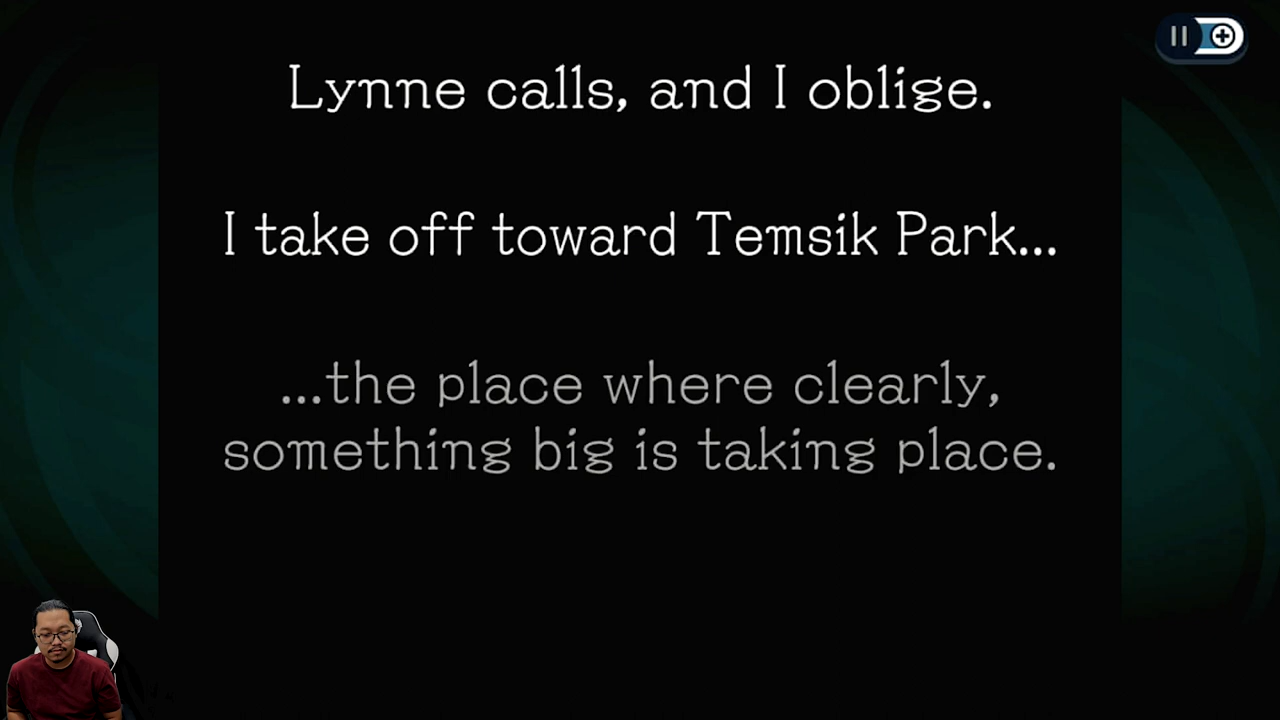 Lynne calls, and I oblige.
I take off toward Temsik Park...
...the place where clearly,
something big is taking place.